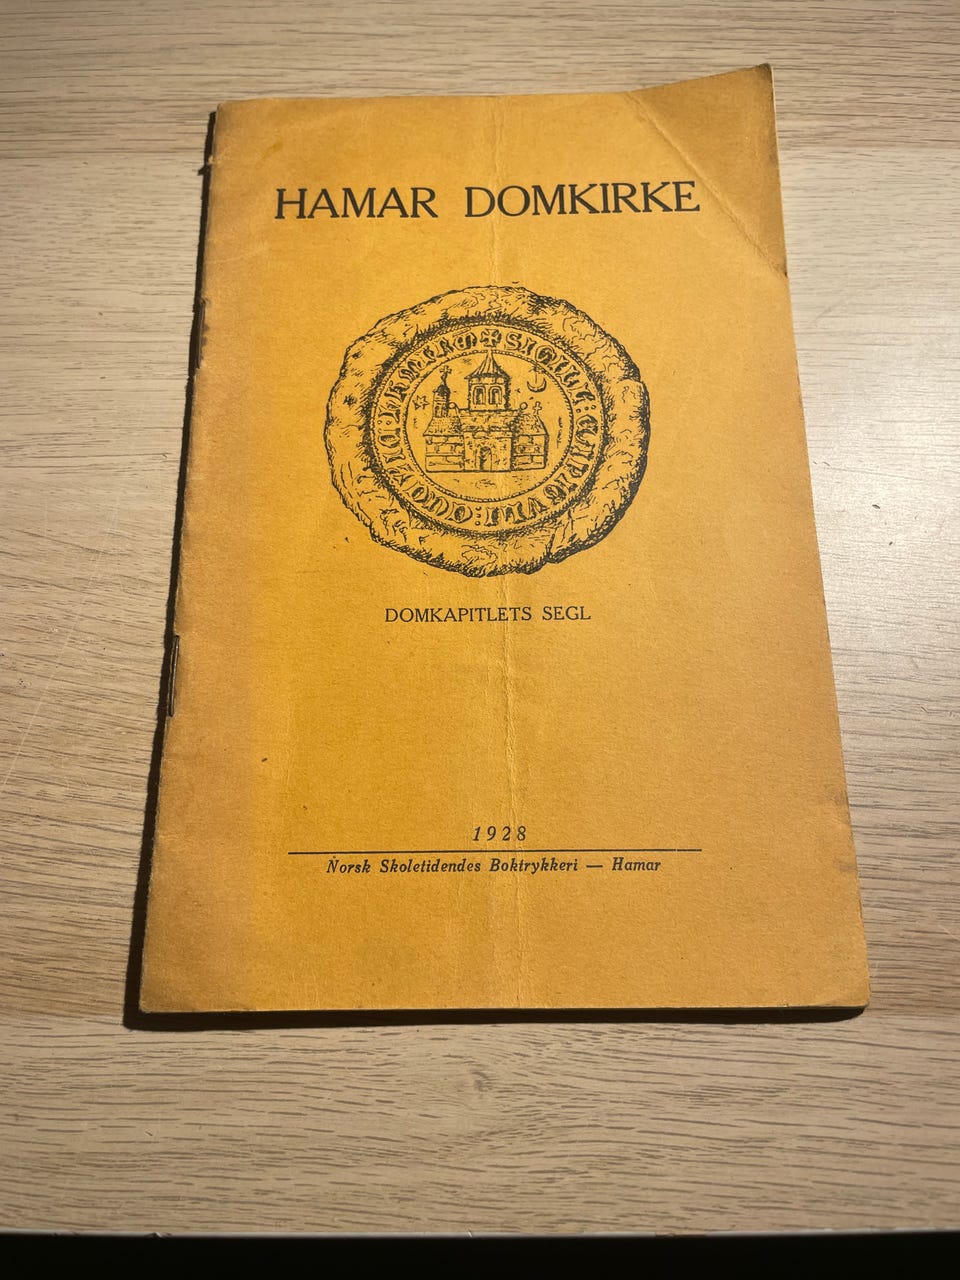 HAMAR DOMKIRKE
DOMKAPITLETS SEGL
1928
Norsk Skoletidendes Boktrykkeri — Hamar